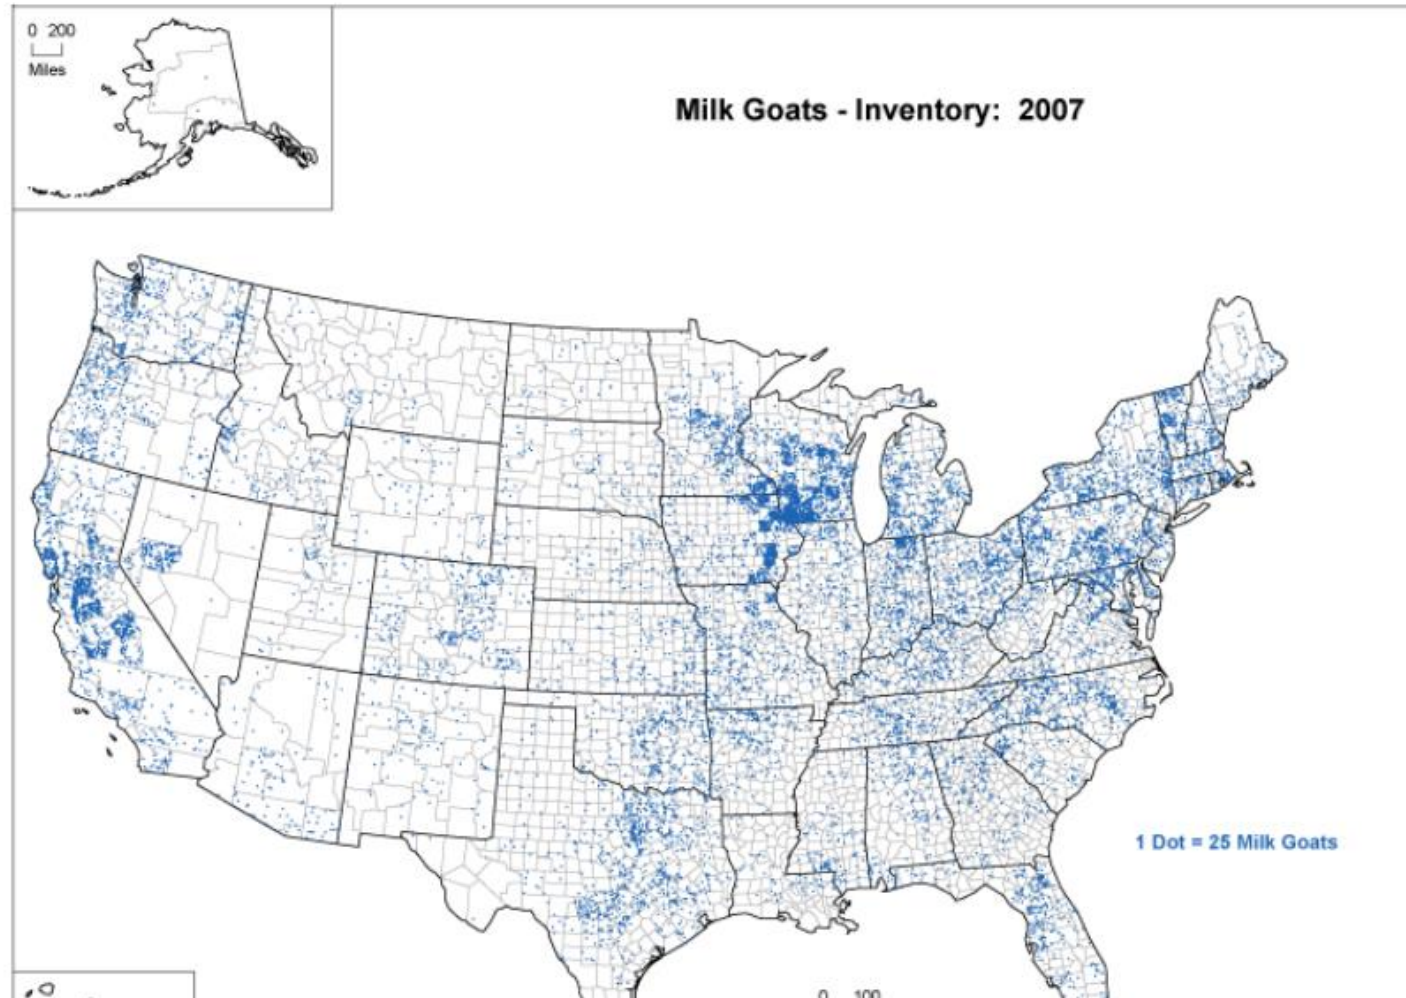 0 200
Miles
Milk Goats - Inventory: 2007
1 Dot = 25 Milk Goats
0 100